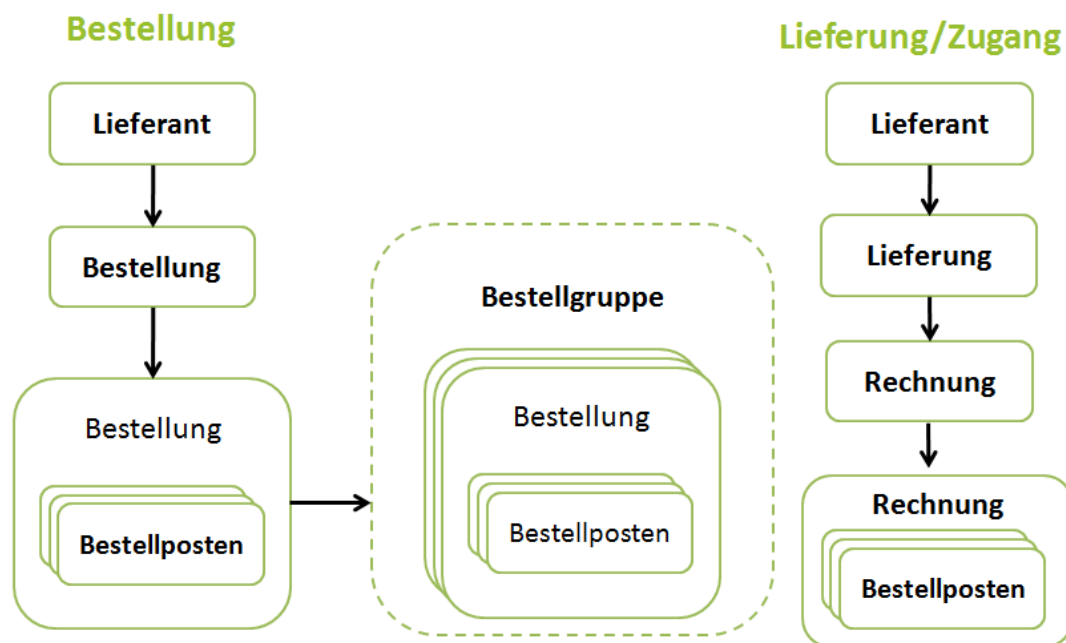 Bestellung
Lieferant
Bestellung
Bestellung
Bestellposten
Bestellgruppe
Bestellung
Bestellposten
Lieferung/Zugang
Lieferant
Lieferung
Rechnung
Rechnung
Bestellposten